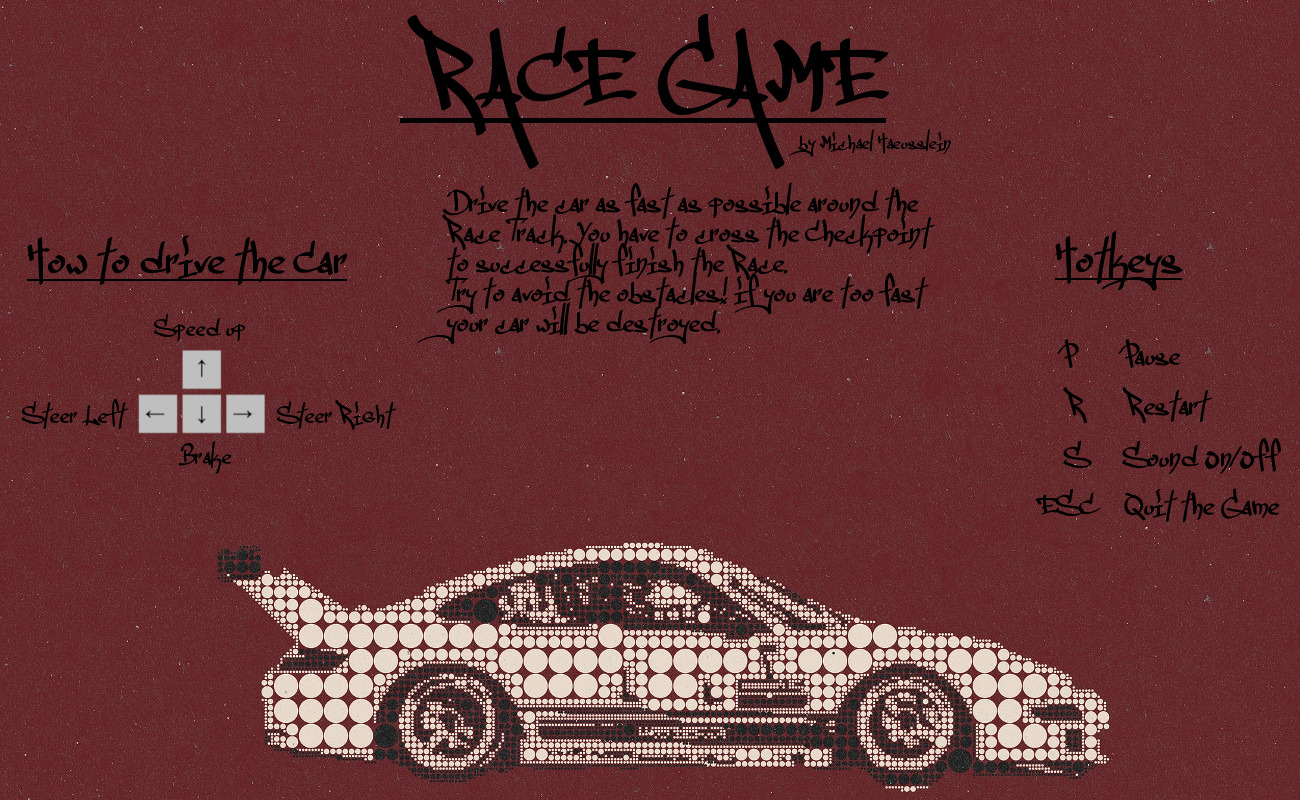 RACE GAME
by Michael Haeusslein
Drive the car as fast as possible around the
Race Track. You have to cross the Checkpoint
to successfully finish the Race.
Try to avoid the obstacles! if you are too fast
your car will be destroyed.
How to drive the Car
Speed up
↑
Steer Left ← ↓ → Steer Right
Brake
Hotkeys
P Pause
R Restart
S Sound On/Off
ESC Quit the Game